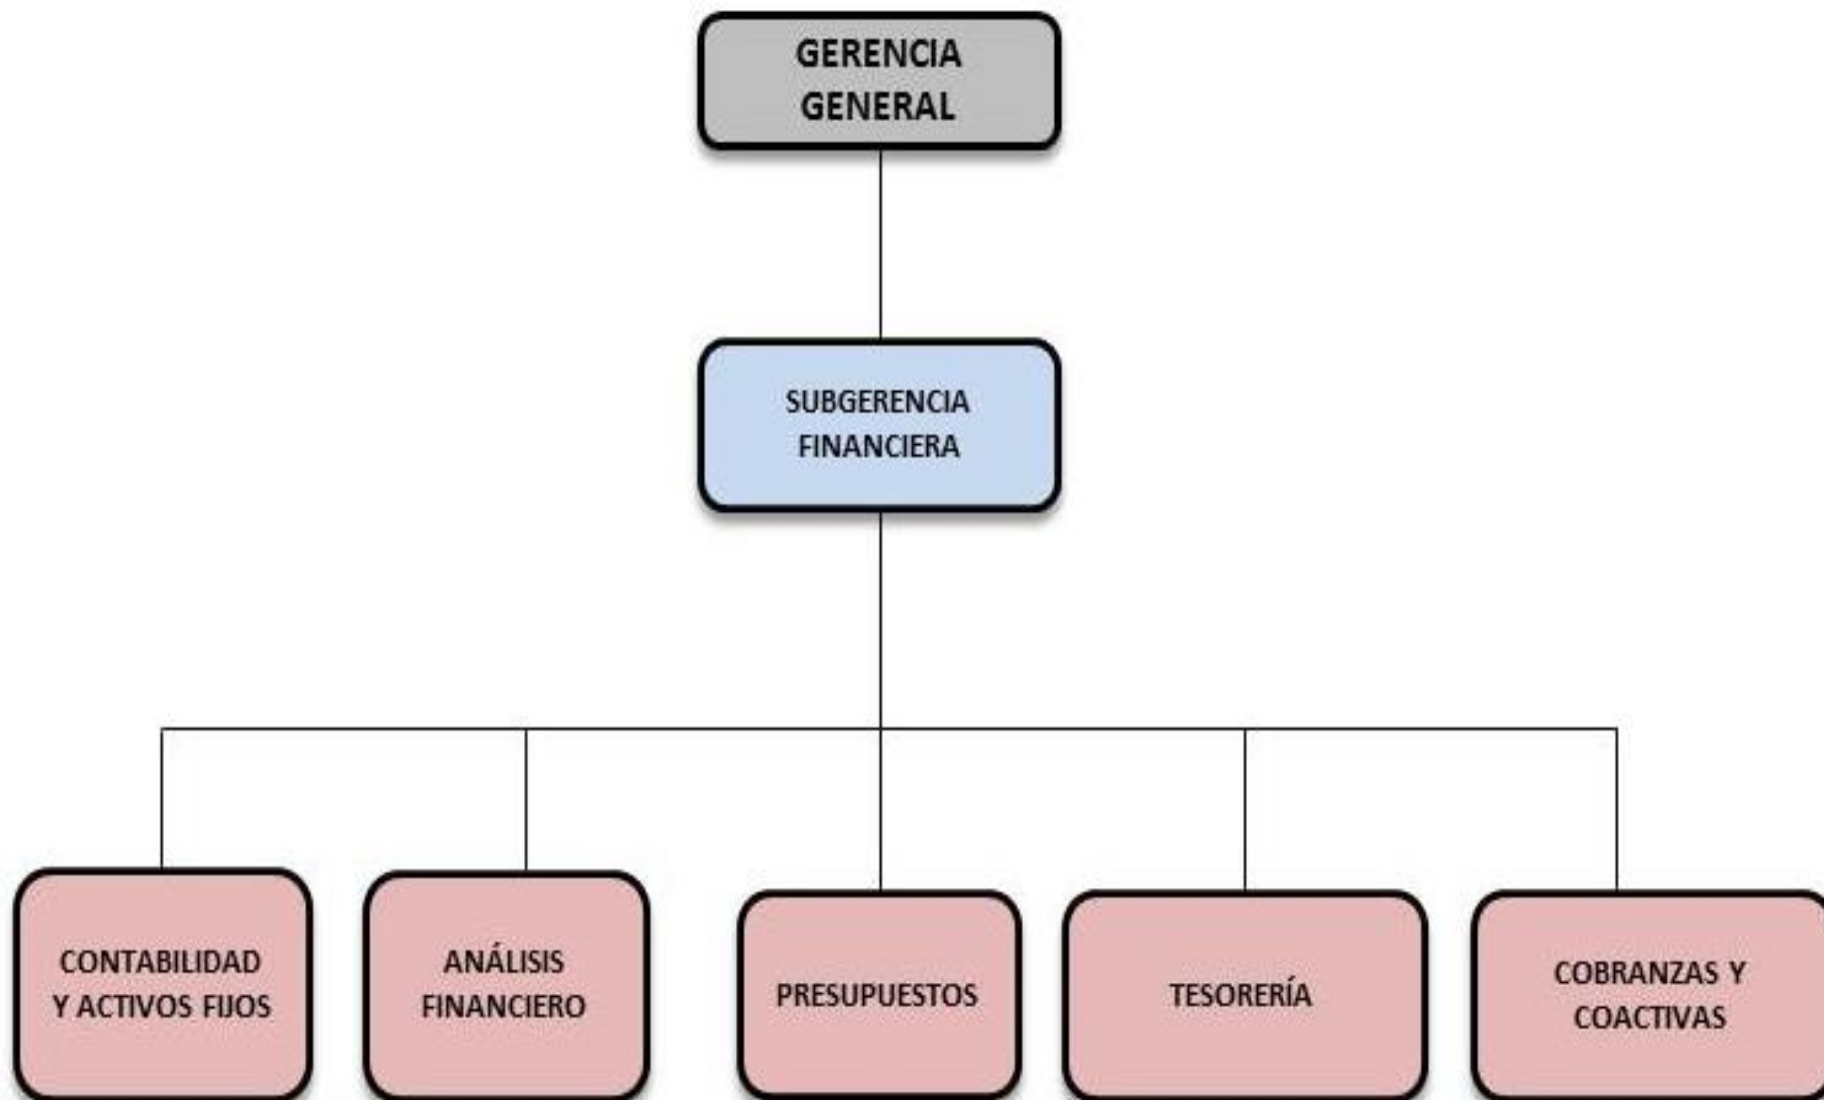 GERENCIA
GENERAL
SUBGERENCIA
FINANCIERA
CONTABILIDAD
Y ACTIVOS FIJOS
ANÁLISIS
FINANCIERO
PRESUPUESTOS
TESORERÍA
COBRANZAS Y
COACTIVAS